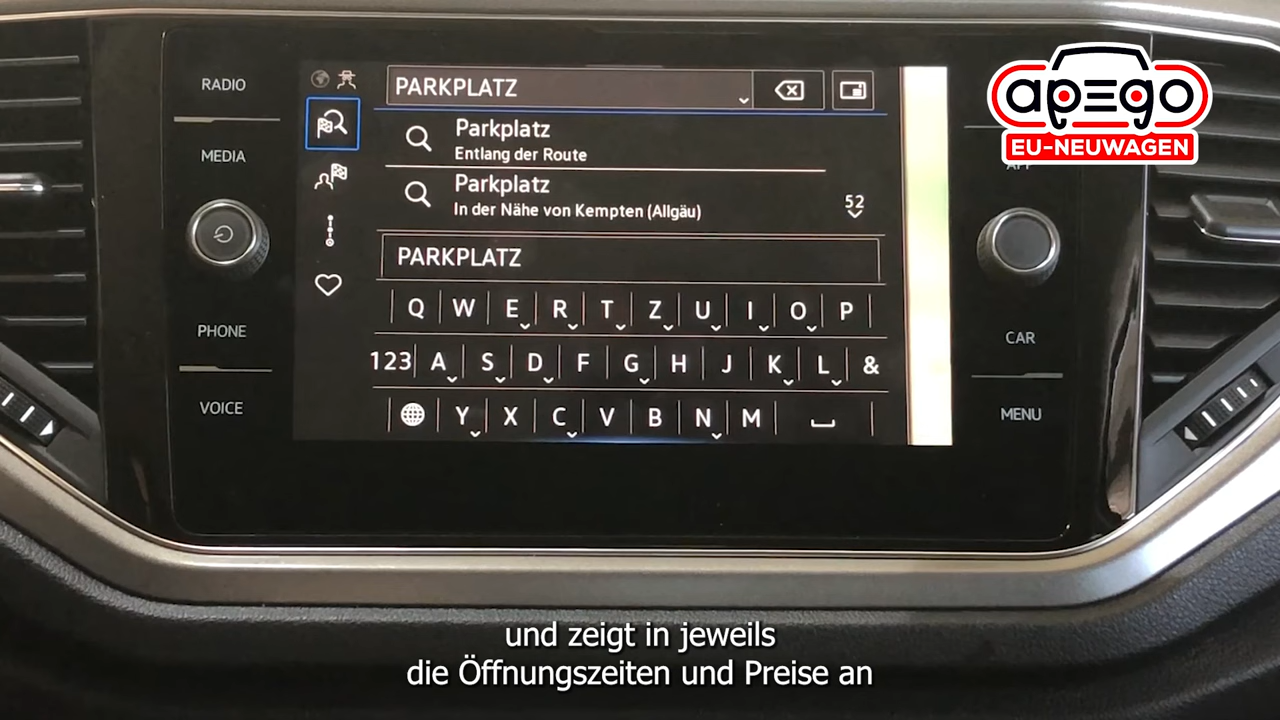 RADIO
MEDIA
PHONE
VOICE
PARKPLATZ
Parkplatz
Entlang der Route
Parkplatz
In der Nähe von Kempten (Allgäu)
52
PARKPLATZ
Q W E R T Z U I O P
123 A S D F G H J K L &
Y X C V B N M
apego
EU-NEUWAGEN
CAR
MENU
und zeigt in jeweils
die Öffnungszeiten und Preise an